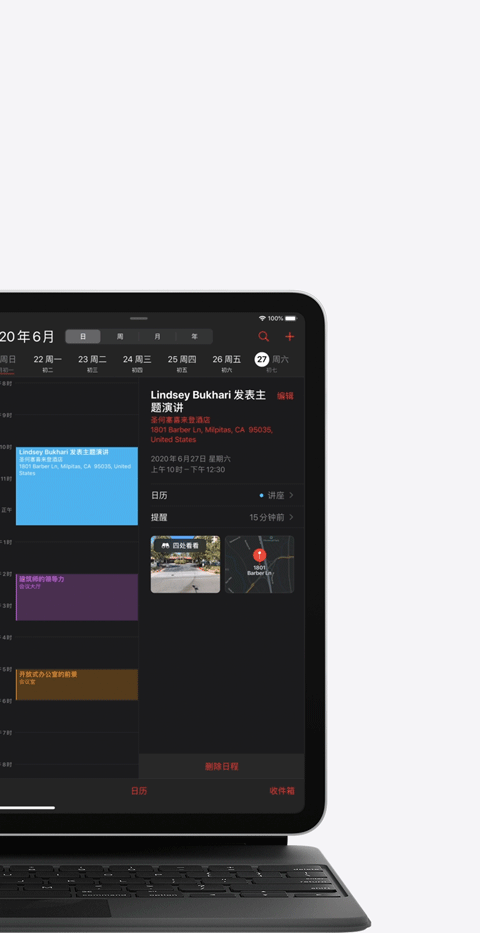 100%
20年6月
日 周 月 年
周日 22 周一 23 周二 24 周三 25 周四 26 周五 27 周六
初一 初二 初三 初四 初五 初六 初七
8时
9时
10时
11时
正午
1时
2时
3时
4时
5时
6时
7时
8时
Lindsey Bukhari 发表主题演讲
圣何塞喜来登酒店
1801 Barber Ln, Milpitas, CA 95035, United
States
建筑师的领导力
会议大厅
开放式办公室的前景
会议室
Lindsey Bukhari 发表主
题演讲
编辑
圣何塞喜来登酒店
1801 Barber Ln, Milpitas, CA 95035,
United States
2020年6月27日 星期六
上午10时－下午12:30
日历 讲座
提醒 15分钟前
四处看看
1801
Barber Ln
删除日程
日历 收件箱